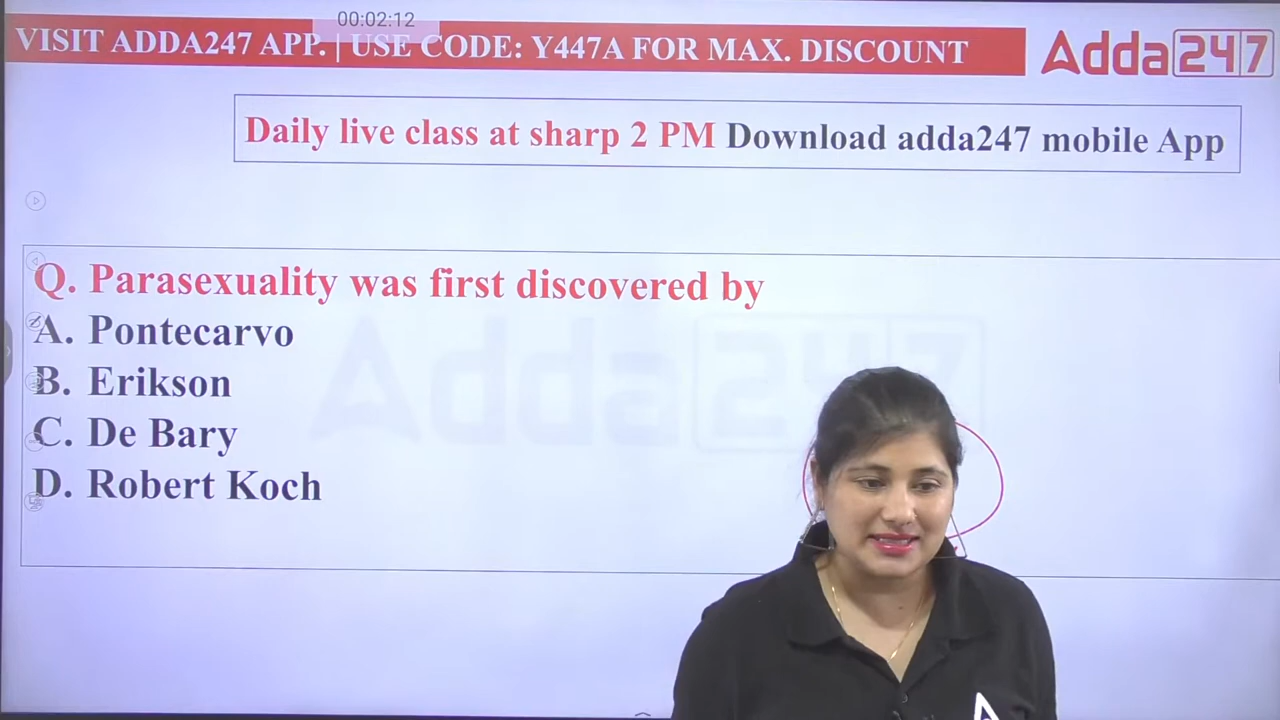 00:02:12
VISIT ADDA247 APP. | USE CODE: Y447A FOR MAX. DISCOUNT
Adda247
Daily live class at sharp 2 PM Download adda247 mobile App
Q. Parasexuality was first discovered by
A. Pontecarvo
B. Erikson
C. De Bary
D. Robert Koch
Adda247